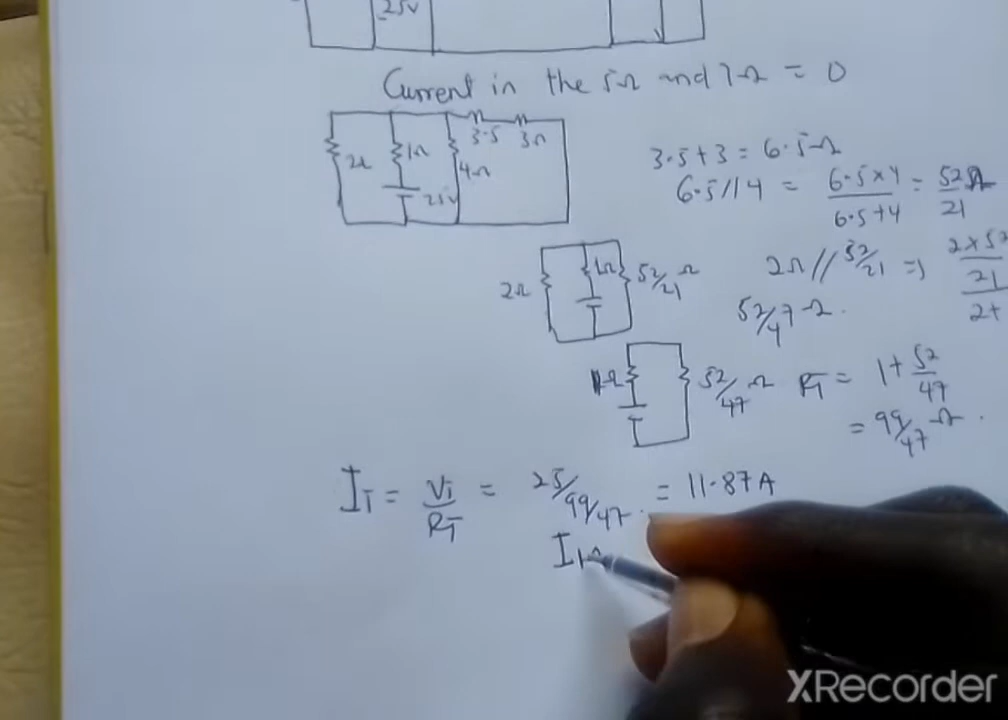 25V
Current in the 5Ω and 7Ω = 0
2Ω 1Ω 4Ω 3.5 3Ω
25V
3.5+3 = 6.5Ω
6.5//4 = 6.5×4/6.5+4 = 52/21 Ω
2Ω 1Ω 52/21 Ω
2Ω // 52/21 =) 2×52/21
2+
52/47 Ω.
1Ω 52/47 Ω
RT = 1+ 52/47
= 99/47 Ω.
IT = VT/RT = 25/99/47. = 11.87A
I1Ω
XRecorder